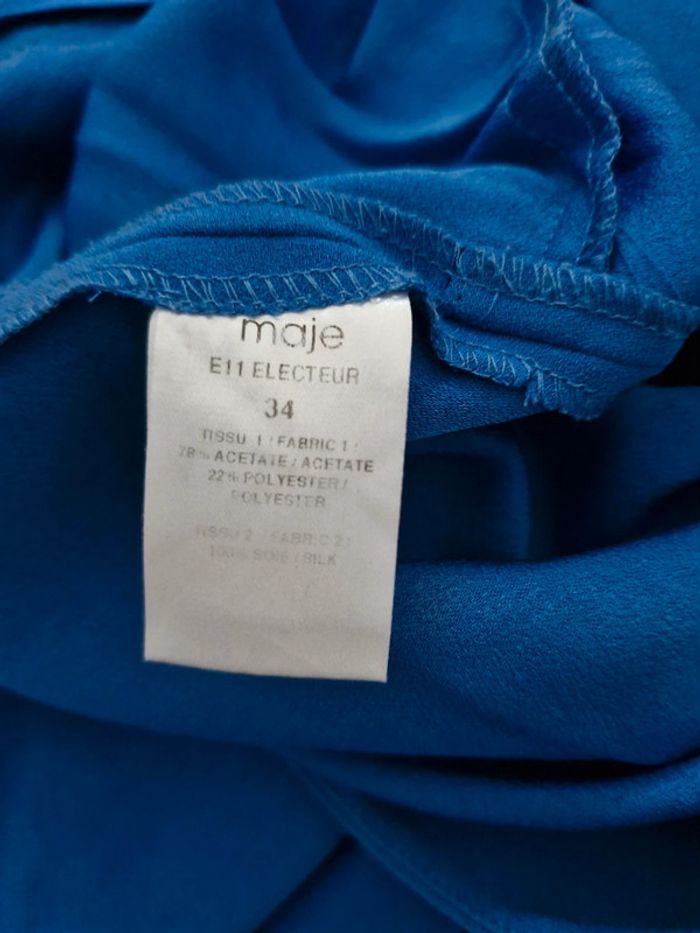 maje
E11 ELECTEUR
34
TISSU 1 / FABRIC 1 :
78% ACETATE / ACETATE
22% POLYESTER /
POLYESTER
TISSU 2 / FABRIC 2 :
100% SOIE / SILK